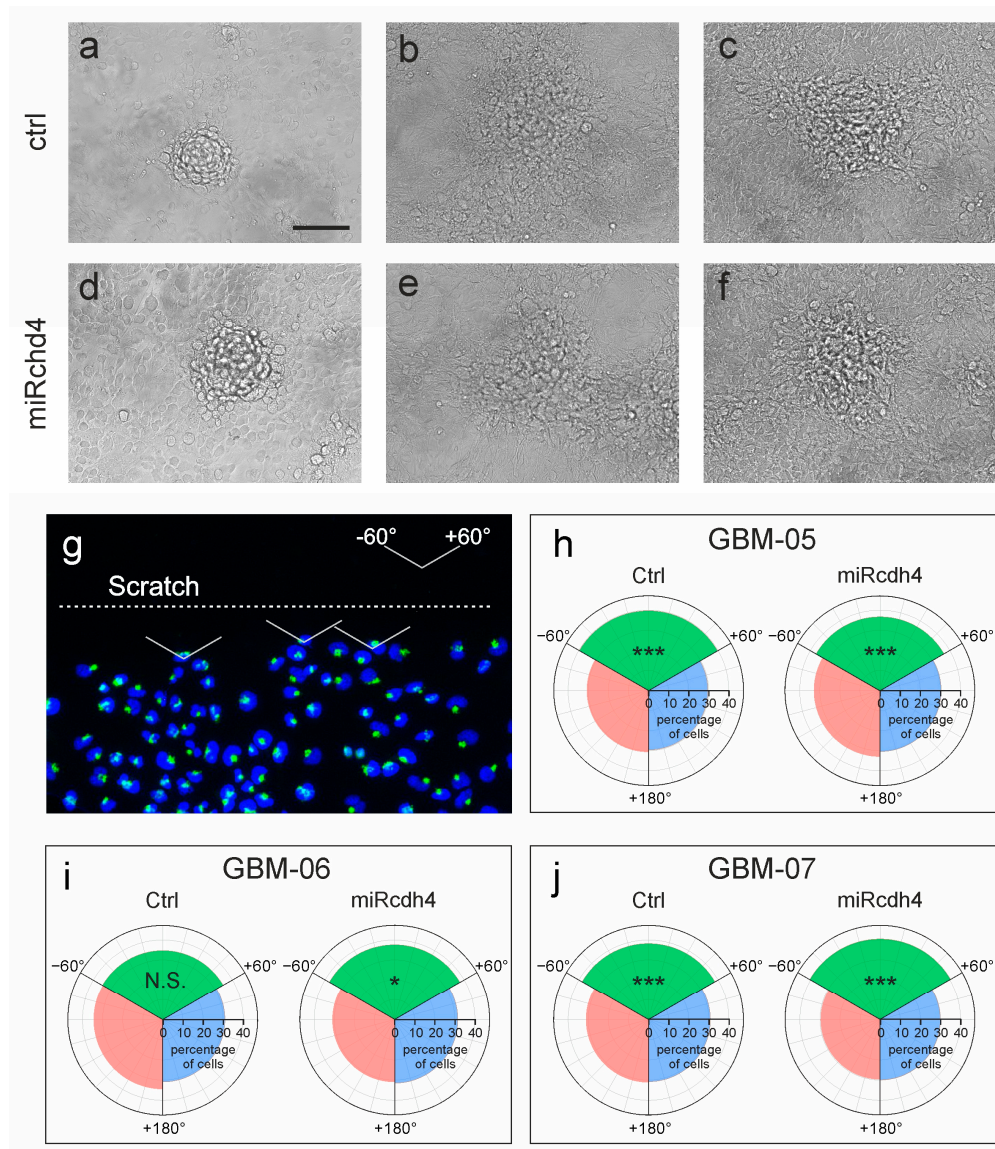 ctrl
a
b
c
miRchd4
d
e
f
g
-60°
+60°
Scratch
h
GBM-05
Ctrl
miRcdh4
−60°
+60°
−60°
+60°
***
***
0 10 20 30 40
0 10 20 30 40
percentage
of cells
percentage
of cells
+180°
+180°
i
GBM-06
Ctrl
miRcdh4
−60°
+60°
−60°
+60°
N.S.
*
0 10 20 30 40
0 10 20 30 40
percentage
of cells
percentage
of cells
+180°
+180°
j
GBM-07
Ctrl
miRcdh4
−60°
+60°
−60°
+60°
***
***
0 10 20 30 40
0 10 20 30 40
percentage
of cells
percentage
of cells
+180°
+180°